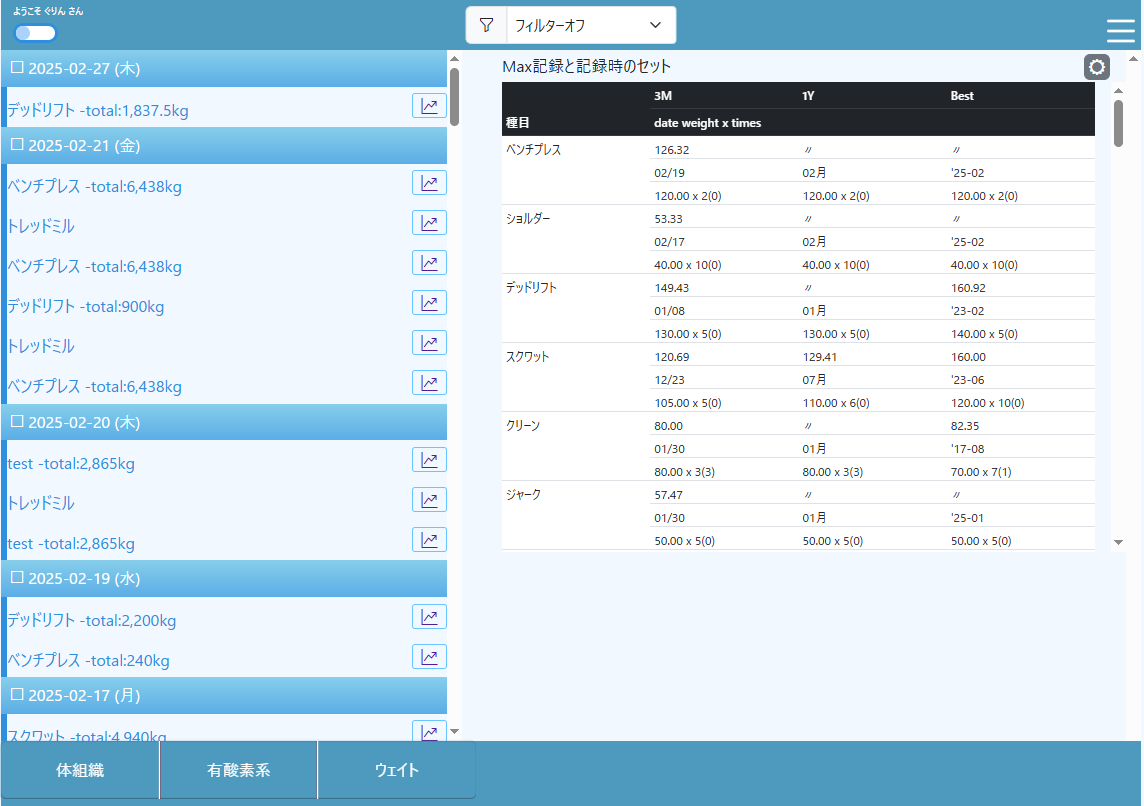 ようこそ ぐりん さん
フィルターオフ
2025-02-27 (木)
デッドリフト -total:1,837.5kg
2025-02-21 (金)
ベンチプレス -total:6,438kg
トレッドミル
ベンチプレス -total:6,438kg
デッドリフト -total:900kg
トレッドミル
ベンチプレス -total:6,438kg
2025-02-20 (木)
test -total:2,865kg
トレッドミル
test -total:2,865kg
2025-02-19 (水)
デッドリフト -total:2,200kg
ベンチプレス -total:240kg
2025-02-17 (月)
スクワット -total:4,940kg
Max記録と記録時のセット
3M 1Y Best
種目 date weight x times
ベンチプレス 126.32 〃 〃
02/19 02月 '25-02
120.00 x 2(0) 120.00 x 2(0) 120.00 x 2(0)
ショルダー 53.33 〃 〃
02/17 02月 '25-02
40.00 x 10(0) 40.00 x 10(0) 40.00 x 10(0)
デッドリフト 149.43 〃 160.92
01/08 01月 '23-02
130.00 x 5(0) 130.00 x 5(0) 140.00 x 5(0)
スクワット 120.69 129.41 160.00
12/23 07月 '23-06
105.00 x 5(0) 110.00 x 6(0) 120.00 x 10(0)
クリーン 80.00 〃 82.35
01/30 01月 '17-08
80.00 x 3(3) 80.00 x 3(3) 70.00 x 7(1)
ジャーク 57.47 〃 〃
01/30 01月 '25-01
50.00 x 5(0) 50.00 x 5(0) 50.00 x 5(0)
体組織 有酸素系 ウェイト